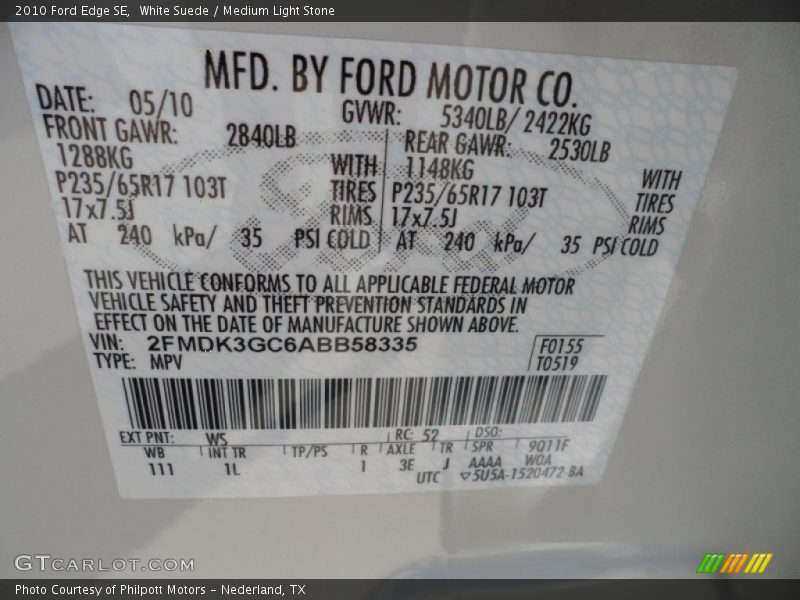 2010 Ford Edge SE,  White Suede / Medium Light Stone
MFD. BY FORD MOTOR CO.
DATE: 05/10 GVWR: 5340LB/ 2422KG
FRONT GAWR: 2840LB REAR GAWR: 2530LB
1288KG WITH 1148KG WITH
P235/65R17 103T TIRES P235/65R17 103T TIRES
17x7.5J RIMS 17x7.5J RIMS
AT 240 kPa/ 35 PSI COLD AT 240 kPa/ 35 PSI COLD
THIS VEHICLE CONFORMS TO ALL APPLICABLE FEDERAL MOTOR
VEHICLE SAFETY AND THEFT PREVENTION STANDARDS IN
EFFECT ON THE DATE OF MANUFACTURE SHOWN ABOVE.
VIN: 2FMDK3GC6ABB58335 F0155
TYPE: MPV T0519
EXT PNT: WS RC: 52 DSO:
WB INT TR TP/PS R AXLE TR SPR 9Q11F
111 1L 1 3E J AAAA WOA
UTC 5U5A-1520472-BA
GTCARLOT.COM
Photo Courtesy of Philpott Motors - Nederland, TX